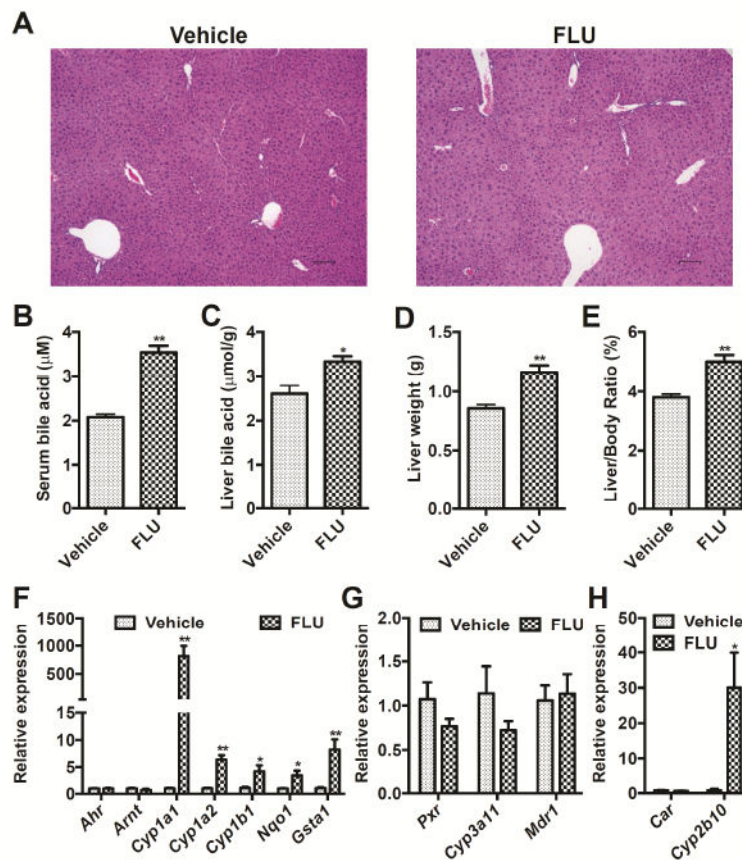 A
Vehicle
FLU
B
Serum bile acid (μM)
4
3
2
1
0
Vehicle
FLU
**
C
Liver bile acid (μmol/g)
4
3
2
1
0
Vehicle
FLU
*
D
Liver weight (g)
1.5
1.0
0.5
0.0
Vehicle
FLU
**
E
Liver/Body Ratio (%)
6
4
2
0
Vehicle
FLU
**
F
Relative expression
1500
1000
500
15
10
5
0
Vehicle
FLU
**
**
*
*
**
Ahr
Arnt
Cyp1a1
Cyp1a2
Cyp1b1
Nqo1
Gsta1
G
Relative expression
2.0
1.5
1.0
0.5
0.0
Vehicle
FLU
Pxr
Cyp3a11
Mdr1
H
Relative expression
50
40
30
20
10
0
Vehicle
FLU
*
Car
Cyp2b10